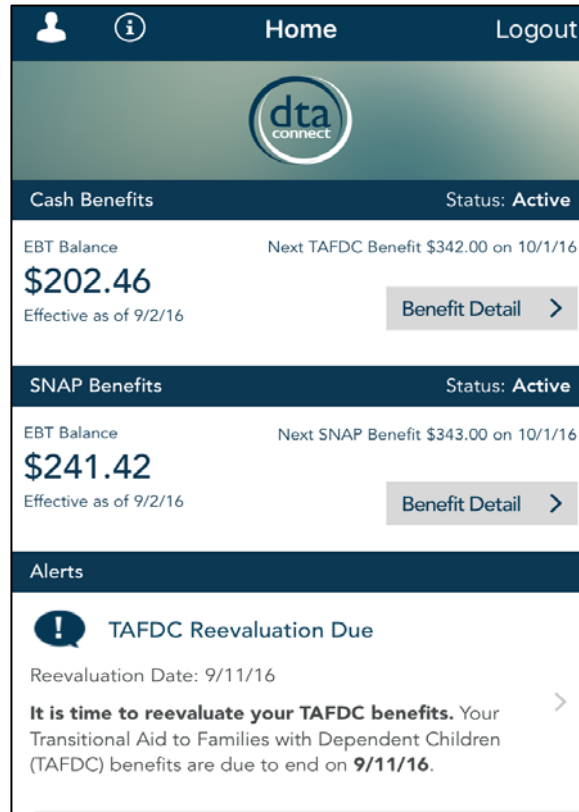 Home Logout
dta
connect
Cash Benefits Status: Active
EBT Balance Next TAFDC Benefit $342.00 on 10/1/16
$202.46
Effective as of 9/2/16 Benefit Detail
SNAP Benefits Status: Active
EBT Balance Next SNAP Benefit $343.00 on 10/1/16
$241.42
Effective as of 9/2/16 Benefit Detail
Alerts
TAFDC Reevaluation Due
Reevaluation Date: 9/11/16
It is time to reevaluate your TAFDC benefits. Your
Transitional Aid to Families with Dependent Children
(TAFDC) benefits are due to end on 9/11/16.